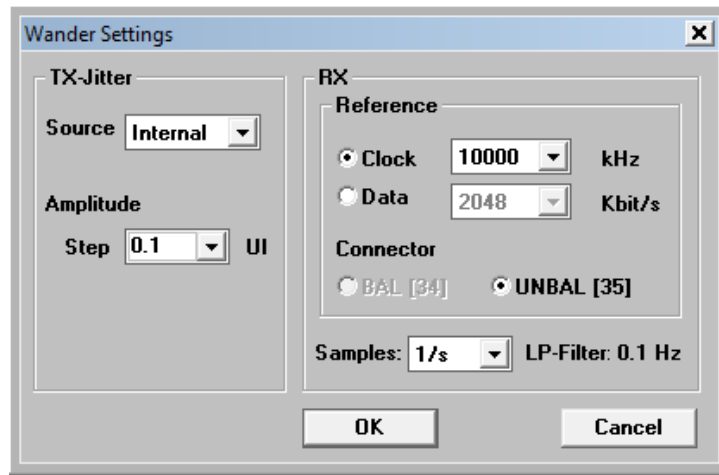 Wander Settings
TX-Jitter
Source Internal
Amplitude
Step 0.1 UI
RX
Reference
Clock 10000 kHz
Data 2048 Kbit/s
Connector
BAL [34] UNBAL [35]
Samples: 1/s LP-Filter: 0.1 Hz
OK Cancel